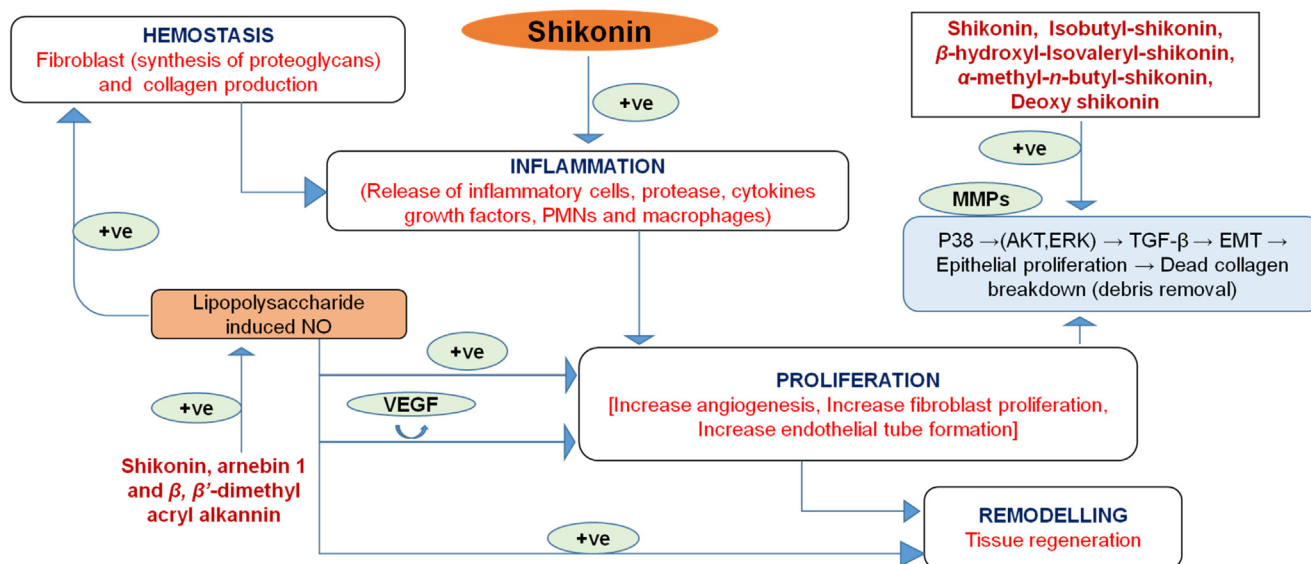 HEMOSTASIS
Fibroblast (synthesis of proteoglycans)
and collagen production
Shikonin
+ve
Shikonin, Isobutyl-shikonin,
β-hydroxyl-Isovaleryl-shikonin,
α-methyl-n-butyl-shikonin,
Deoxy shikonin
+ve
INFLAMMATION
(Release of inflammatory cells, protease, cytokines
growth factors, PMNs and macrophages)
MMPs
P38 →(AKT,ERK) → TGF-β → EMT →
Epithelial proliferation → Dead collagen
breakdown (debris removal)
+ve
Lipopolysaccharide
induced NO
+ve
VEGF
PROLIFERATION
[Increase angiogenesis, Increase fibroblast proliferation,
Increase endothelial tube formation]
+ve
Shikonin, arnebin 1
and β, β’-dimethyl
acryl alkannin
+ve
REMODELLING
Tissue regeneration